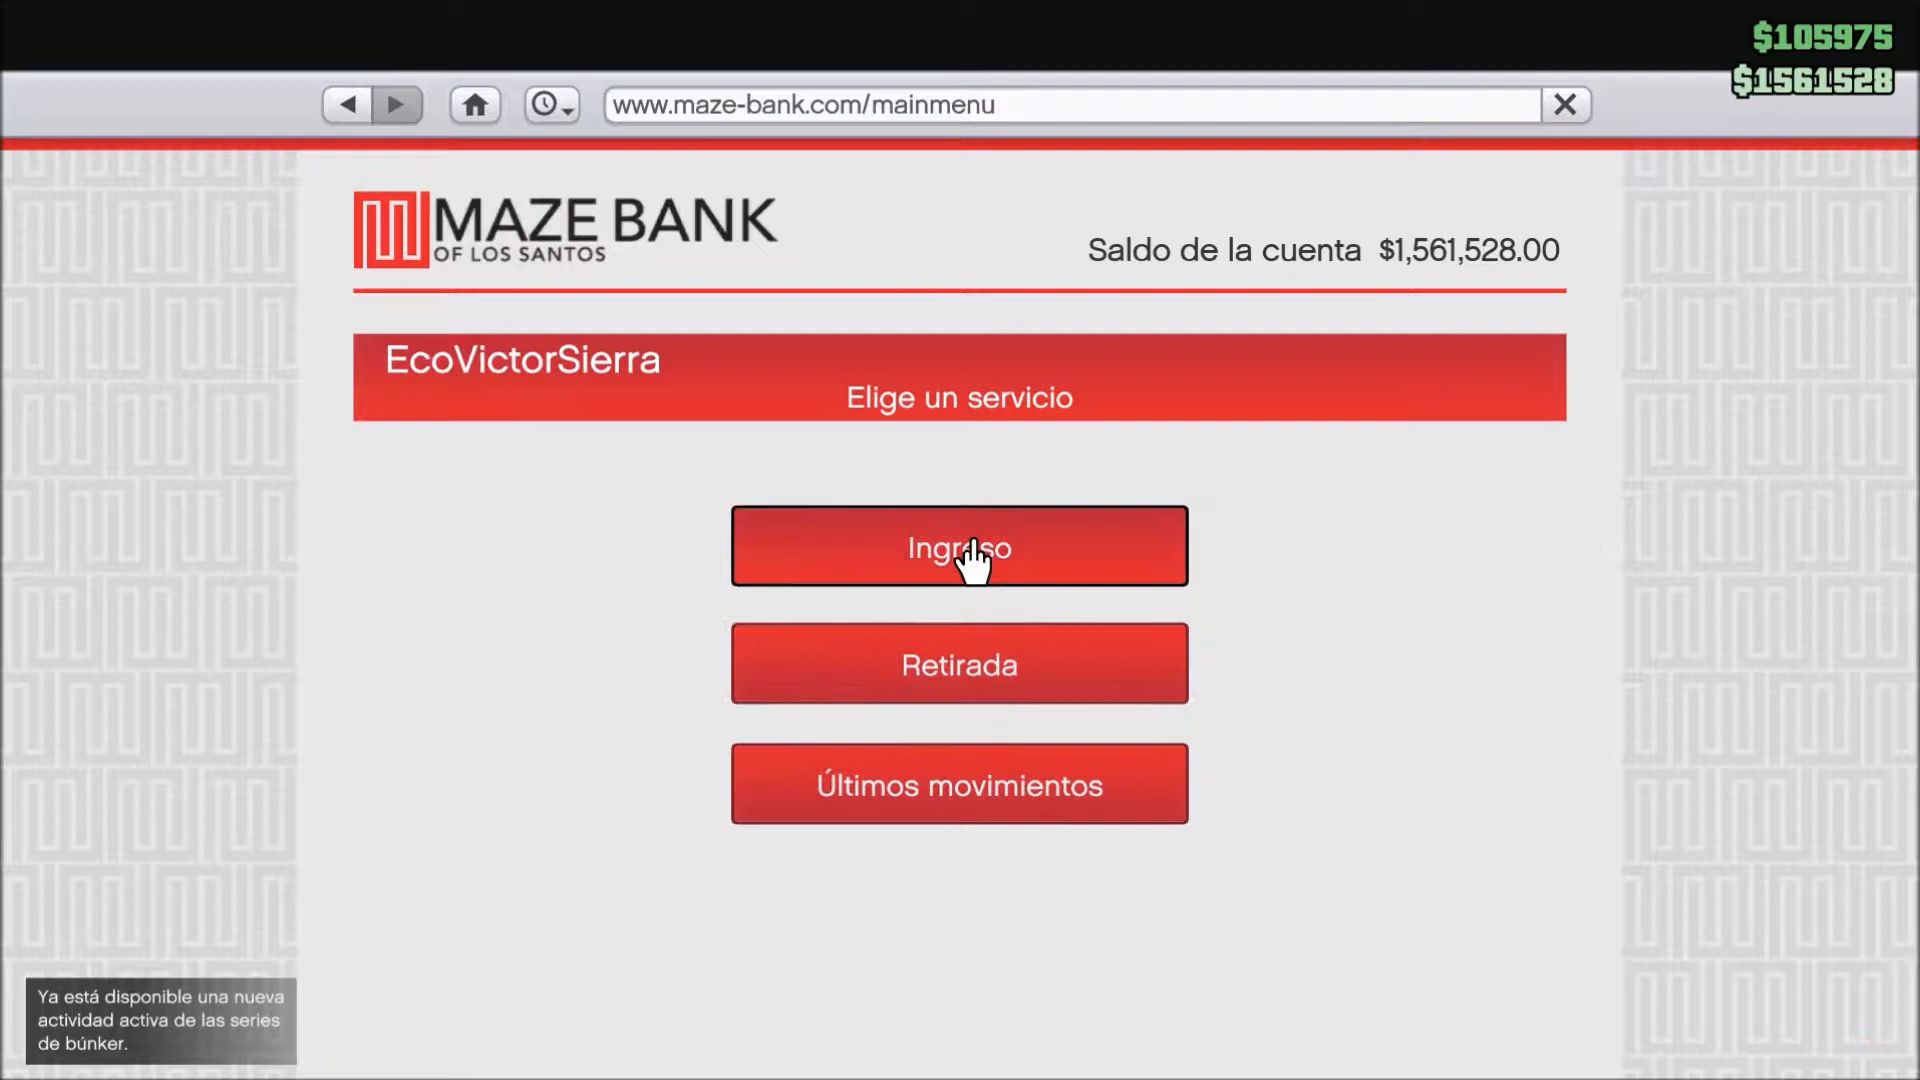 $105975
$1561528
www.maze-bank.com/mainmenu
MAZE BANK
OF LOS SANTOS
Saldo de la cuenta $1,561,528.00
EcoVictorSierra
Elige un servicio
Ingreso
Retirada
Últimos movimientos
Ya está disponible una nueva
actividad activa de las series
de búnker.